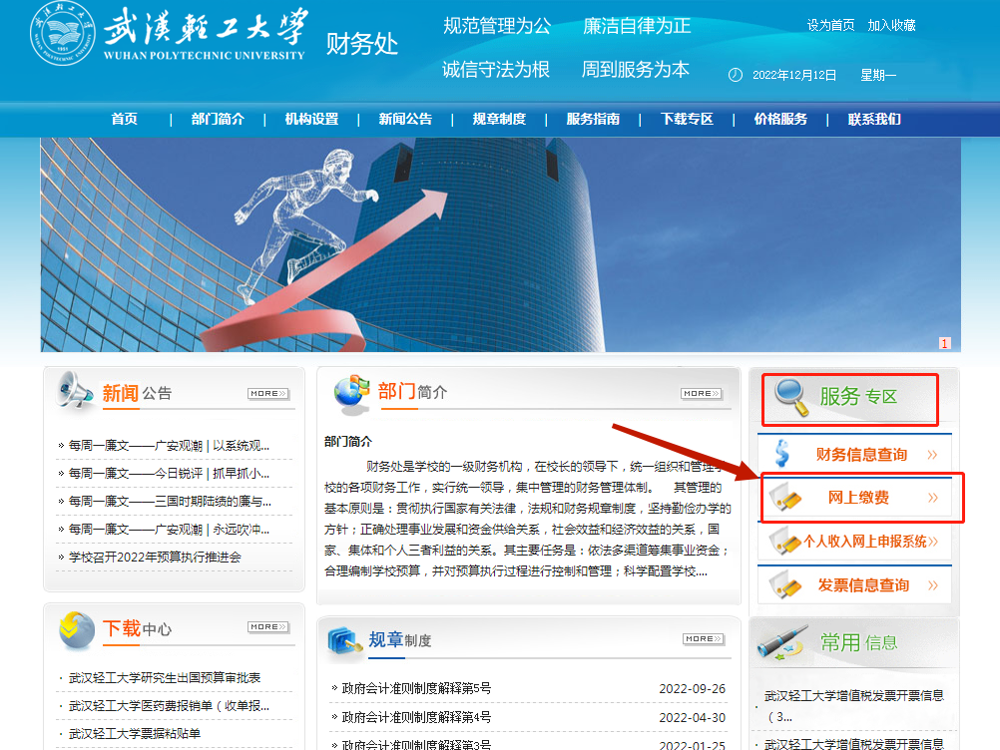 武漢輕工大學
WUHAN POLYTECHNIC UNIVERSITY
财务处
规范管理为公 廉洁自律为正
诚信守法为根 周到服务为本
设为首页 加入收藏
2022年12月12日 星期一
首页 | 部门简介 | 机构设置 | 新闻公告 | 规章制度 | 服务指南 | 下载专区 | 价格服务 | 联系我们
1
新闻公告 MORE
每周一廉文——广安观潮 | 以系统观...
每周一廉文——今日锐评 | 抓早抓小...
每周一廉文——三国时期陆绩的廉与...
每周一廉文——广安观潮 | 永远吹冲...
学校召开2022年预算执行推进会
部门简介 MORE
部门简介
财务处是学校的一级财务机构，在校长的领导下，统一组织和管理学
校的各项财务工作，实行统一领导，集中管理的财务管理体制。 其管理的
基本原则是：贯彻执行国家有关法律，法规和财务规章制度，坚持勤俭办学的
方针；正确处理事业发展和资金供给关系，社会效益和经济效益的关系，国
家、集体和个人三者利益的关系。其主要任务是：依法多渠道筹集事业资金；
合理编制学校预算，并对预算执行过程进行控制和管理；科学配置学校....
服务 专区
财务信息查询
网上缴费
个人收入网上申报系统
发票信息查询
下载中心 MORE
武汉轻工大学研究生出国预算审批表
武汉轻工大学医药费报销单（收单报...
武汉轻工大学票据粘贴单
规章制度 MORE
政府会计准则制度解释第5号 2022-09-26
政府会计准则制度解释第4号 2022-04-30
政府会计准则制度解释第3号 2022-01-25
常用 信息
武汉轻工大学增值税发票开票信息
（3...
武汉轻工大学增值税发票开票信息